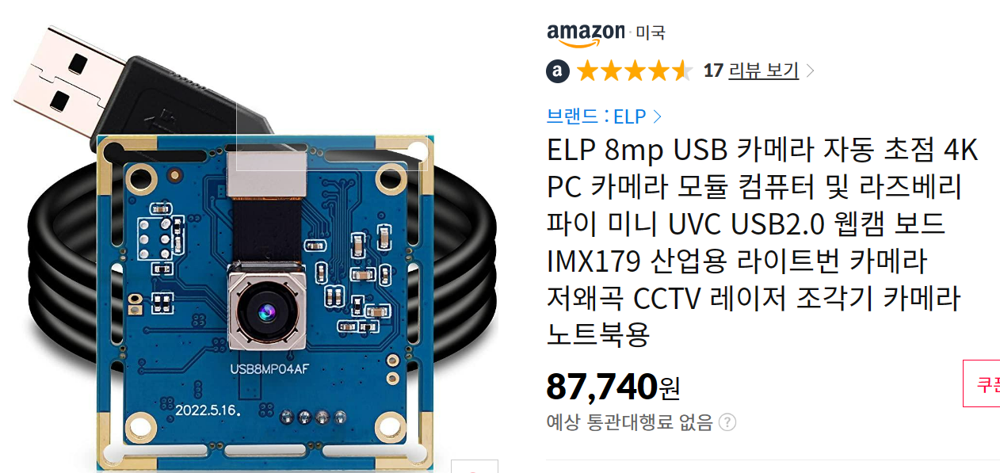 amazon · 미국
a 17 리뷰 보기 >
브랜드 : ELP >
ELP 8mp USB 카메라 자동 초점 4K
PC 카메라 모듈 컴퓨터 및 라즈베리
파이 미니 UVC USB2.0 웹캠 보드
IMX179 산업용 라이트번 카메라
저왜곡 CCTV 레이저 조각기 카메라
노트북용
87,740원
예상 통관대행료 없음 ?
USB8MP04AF
2022.5.16.